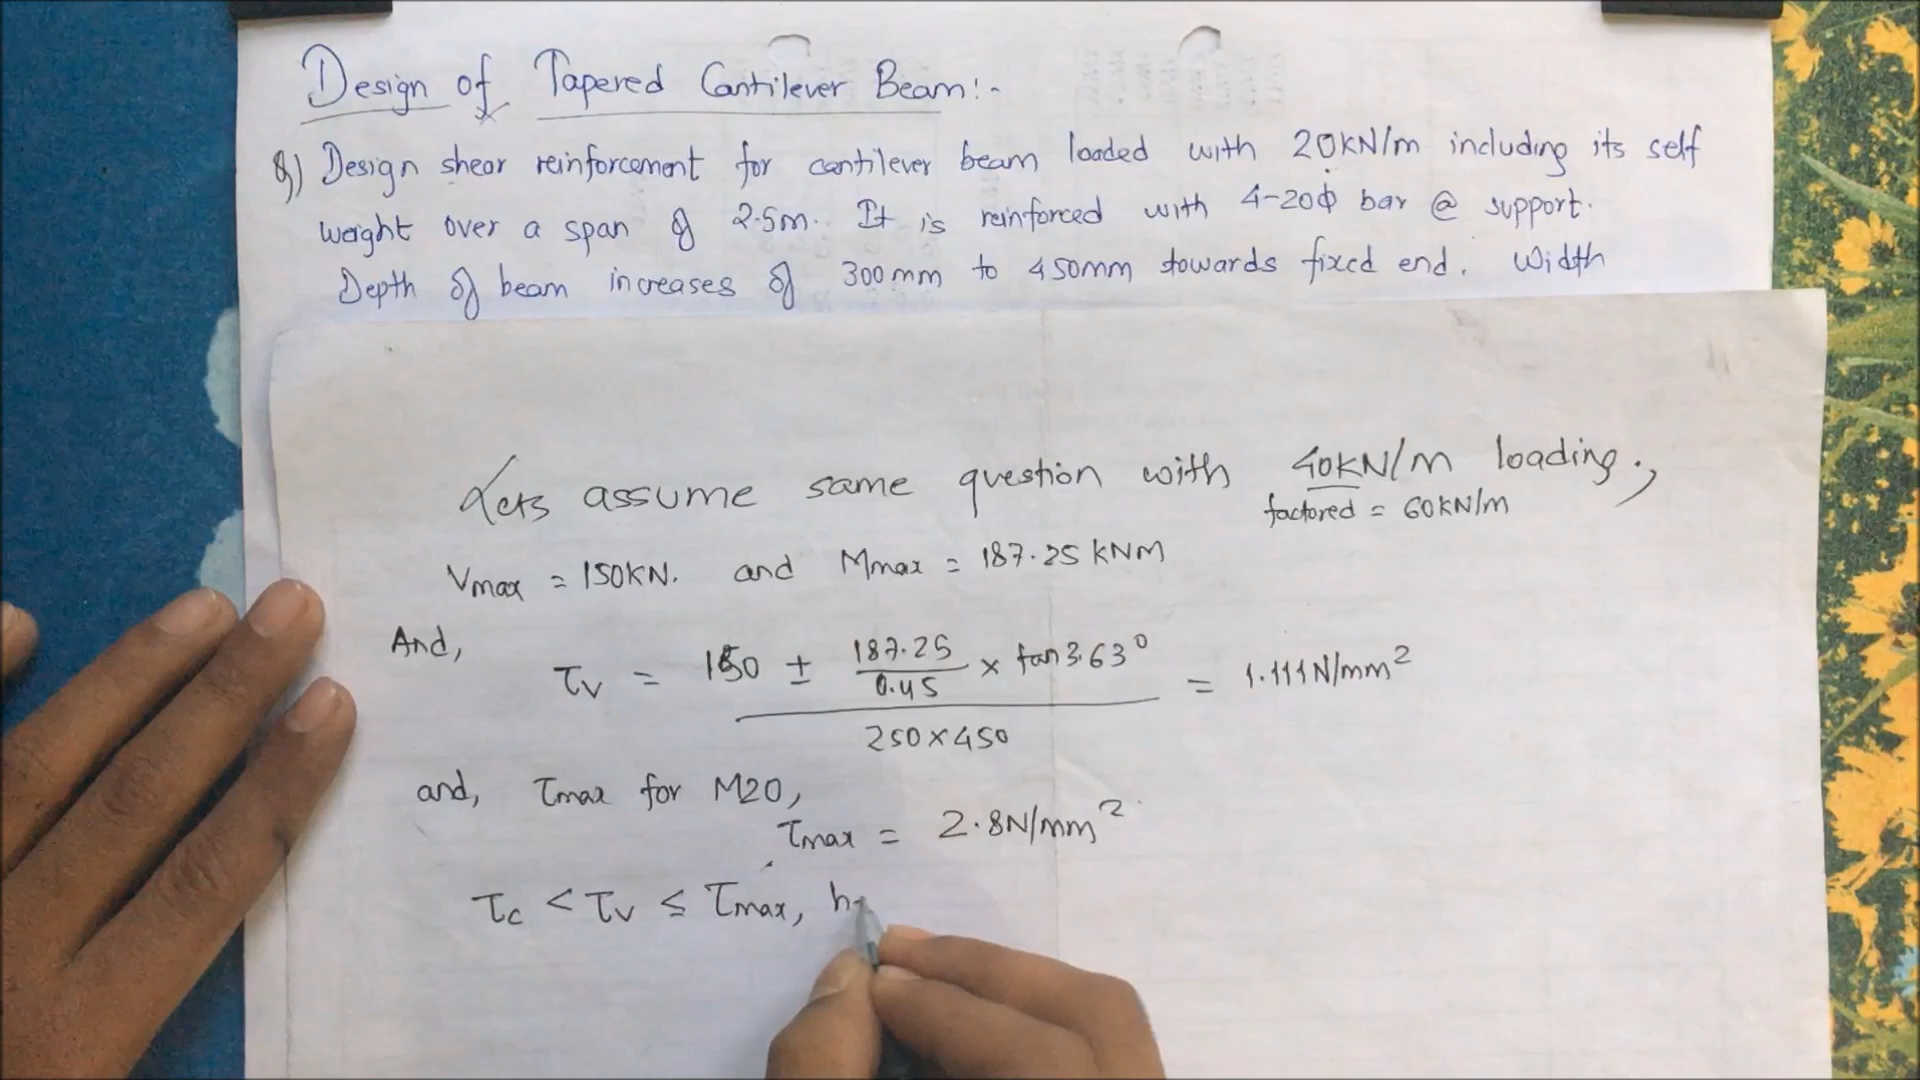 Design of Tapered Cantilever Beam:-
Q) Design shear reinforcement for cantilever beam loaded with 20KN/m including its self
weight over a span of 2.5m. It is reinforced with 4-20ϕ bar @ support.
Depth of beam increases of 300mm to 450mm stowards fixed end. Width
Lets assume same question with 40KN/m loading.,
factored = 60KN/m
Vmax = 150KN. and Mmax = 187.25 KNM
And,
τv = (150 ± 187.25/0.45 × tan3.63°) / (250×450) = 1.111N/mm²
and, τmax for M20,
τmax = 2.8N/mm²
τc < τv ≤ τmax,